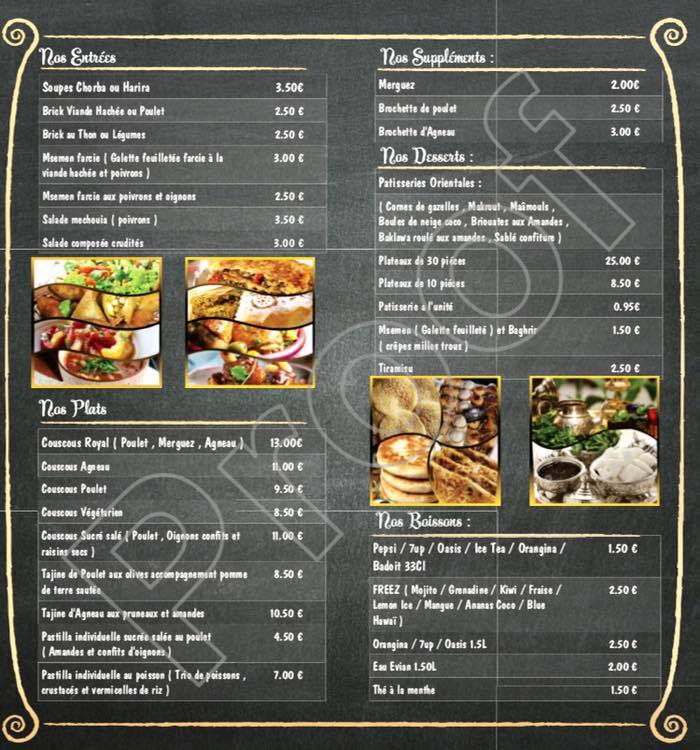 Nos Entrées
Soupes Chorba ou Harira 3.50€
Brick Viande Hachée ou Poulet 2.50 €
Brick au Thon ou Légumes 2.50 €
Msemen farcie ( Galette feuilletée farcie à la 3.00 €
viande hachée et poivrons )
Msemen farcie aux poivrons et oignons 2.50 €
Salade mechouia ( poivrons ) 3.50 €
Salade composée crudités 3.00 €
Nos Plats
Couscous Royal ( Poulet , Merguez , Agneau ) 13.00€
Couscous Agneau 11.00 €
Couscous Poulet 9.50 €
Couscous Végéturien 8.50 €
Couscous Sucré salé ( Poulet , Oignons confits et 11.00 €
raisins secs )
Tajine de Poulet aux olives accompagnement pomme 8.50 €
de terre sautée
Tajine d'Agneau aux pruneaux et amandes 10.50 €
Pastilla individuelle sucrée salée au poulet 4.50 €
( Amandes et confits d'oignons )
Pastilla individuelle au poisson ( Trio de poissons , 7.00 €
crustacés et vermicelles de riz )
Nos Suppléments :
Merguez 2.00€
Brochette de poulet 2.50 €
Brochette d'Agneau 3.00 €
Nos Desserts :
Patisseries Orientales :
( Cornes de gazelles , Makrout , Maâmouls ,
Boules de neige coco , Briouates aux Amandes ,
Baklawa roulé aux amandes , Sablé confiture )
Plateaux de 30 piéces 25.00 €
Plateaux de 10 piéces 8.50 €
Patisserie a l'unité 0.95€
Msemen ( Galette feuilleté ) et Baghrir 1.50 €
( crêpes milles trous )
Tiramisu 2.50 €
Nos Boissons :
Pepsi / 7up / Oasis / Ice Tea / Orangina / 1.50 €
Badoit 33Cl
FREEZ ( Mojito / Grenadine / Kiwi / Fraise / 2.50 €
Lemon Ice / Mangue / Ananas Coco / Blue
Hawaï )
Orangina / 7up / Oasis 1.5L 2.50 €
Eau Evian 1.50L 2.00 €
Thé à la menthe 1.50 €
Proof